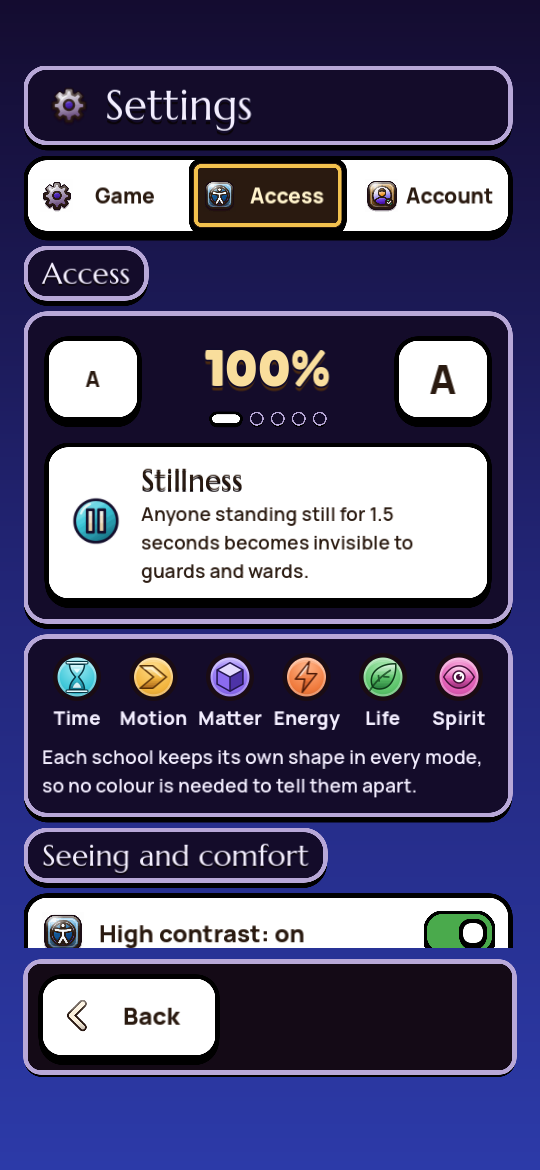 Settings
Game Access Account
Access
A 100% A
Stillness
Anyone standing still for 1.5
seconds becomes invisible to
guards and wards.
Time Motion Matter Energy Life Spirit
Each school keeps its own shape in every mode,
so no colour is needed to tell them apart.
Seeing and comfort
High contrast: on
Back